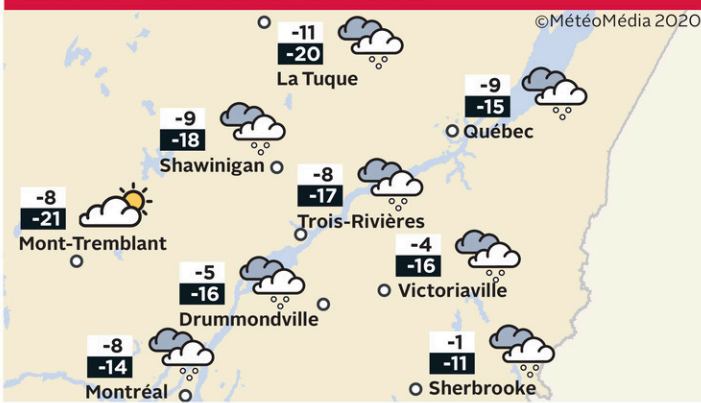 ©MétéoMédia 2020
-11
-20
La Tuque
-9
-15
Québec
-9
-18
Shawinigan
-8
-17
Trois-Rivières
-8
-21
Mont-Tremblant
-4
-16
Victoriaville
-5
-16
Drummondville
-8
-14
Montréal
-1
-11
Sherbrooke